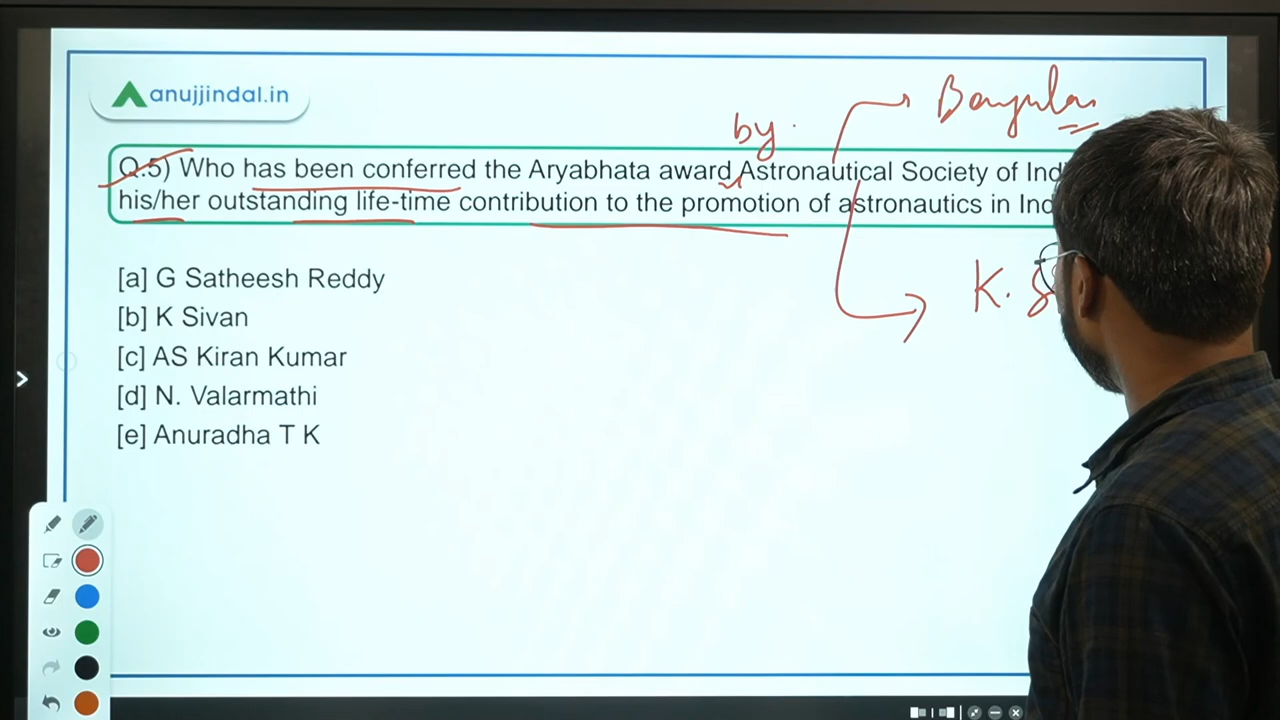 anujjindal.in
by.
Q.5) Who has been conferred the Aryabhata award Astronautical Society of Ind
his/her outstanding life-time contribution to the promotion of astronautics in Ind
K. S
[a] G Satheesh Reddy
[b] K Sivan
[c] AS Kiran Kumar
[d] N. Valarmathi
[e] Anuradha T K